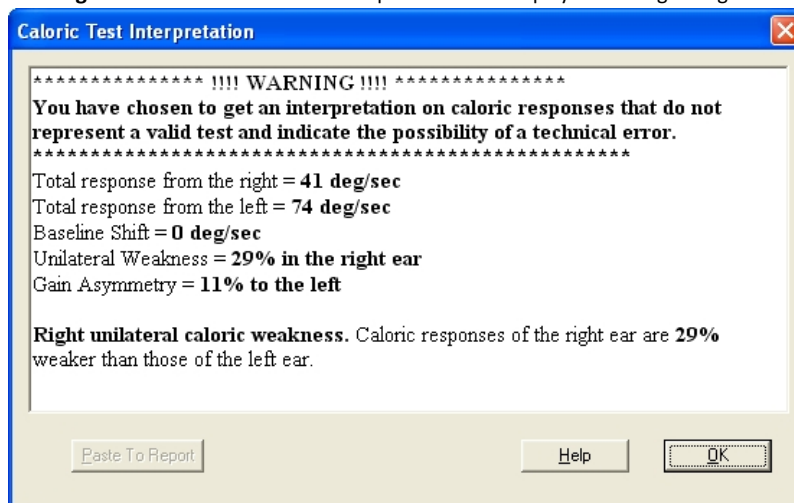 Caloric Test Interpretation
*************** !!!! WARNING !!!! ***************
You have chosen to get an interpretation on caloric responses that do not
represent a valid test and indicate the possibility of a technical error.
****************************************************
Total response from the right = 41 deg/sec
Total response from the left = 74 deg/sec
Baseline Shift = 0 deg/sec
Unilateral Weakness = 29% in the right ear
Gain Asymmetry = 11% to the left
Right unilateral caloric weakness. Caloric responses of the right ear are 29%
weaker than those of the left ear.
Paste To Report
Help
OK